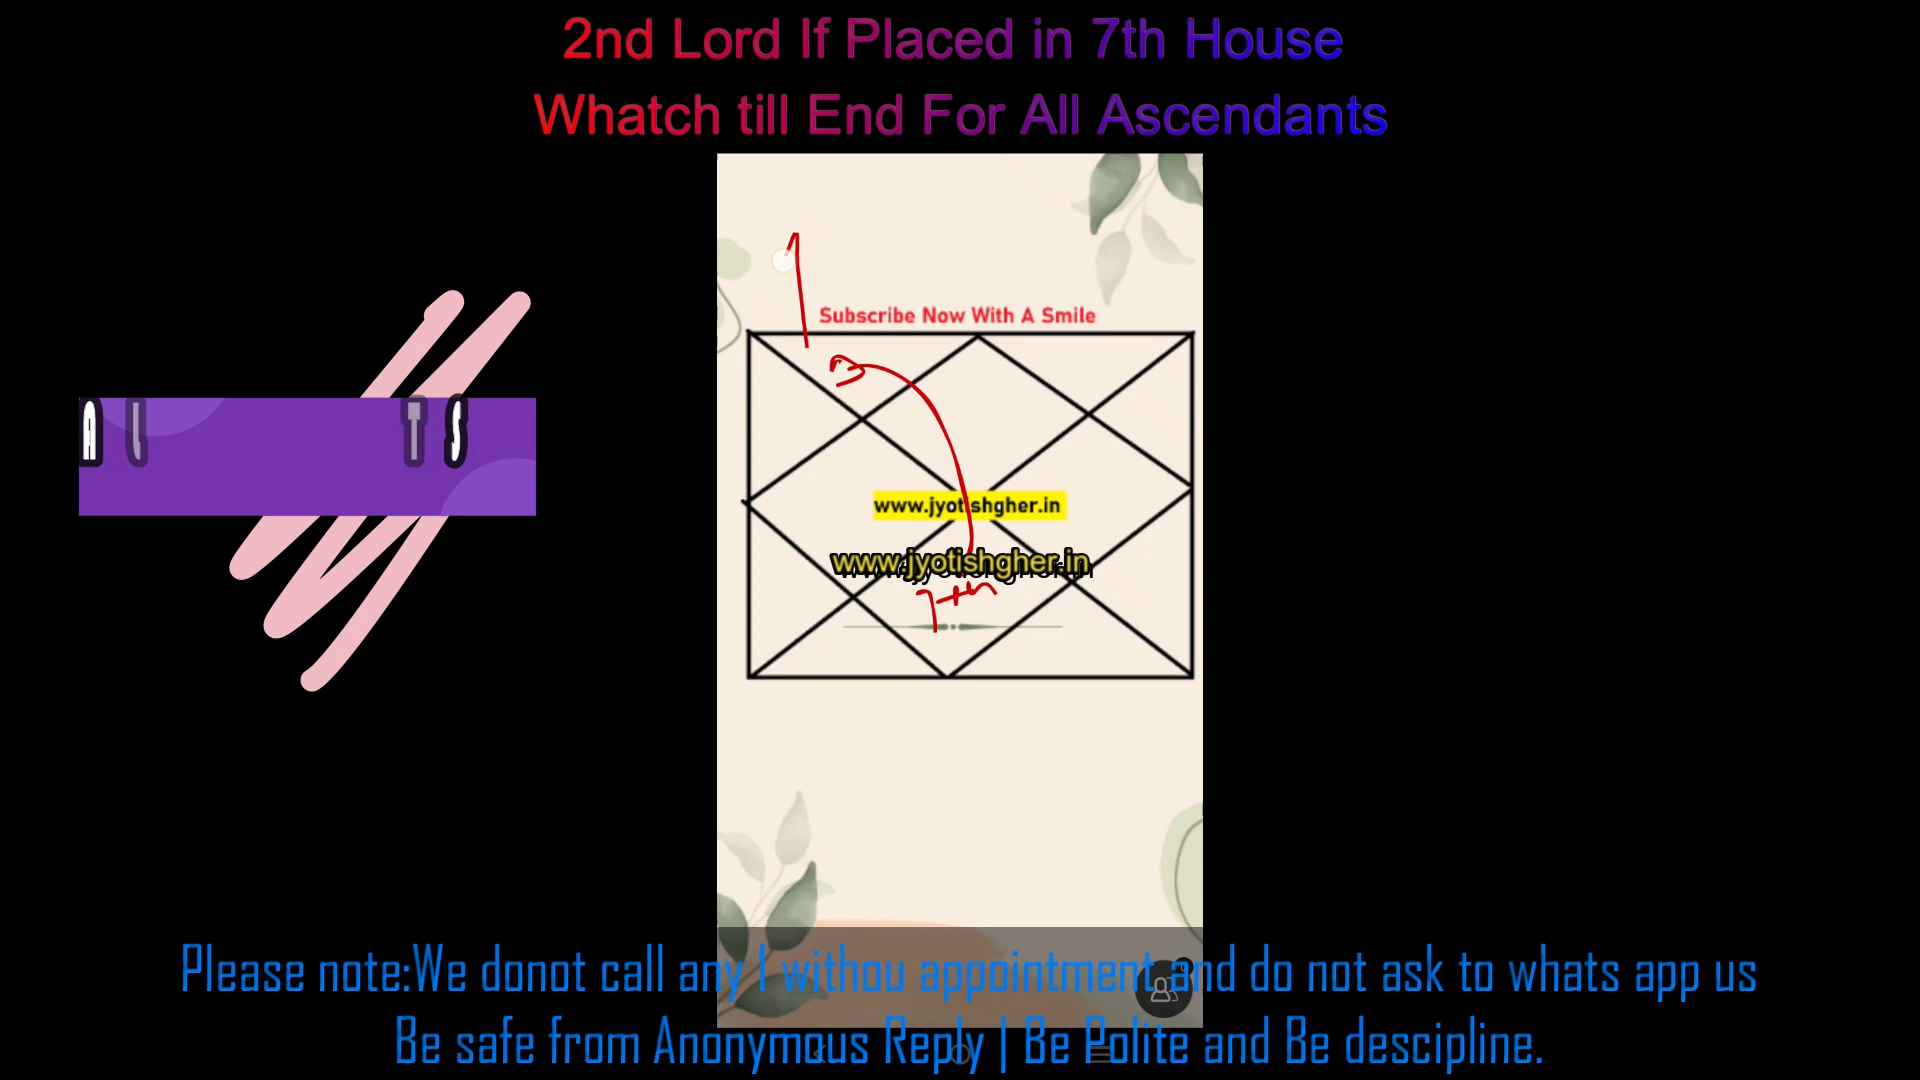 2nd Lord If Placed in 7th House
Whatch till End For All Ascendants
1
Subscribe Now With A Smile
A L T S
www.jyotishgher.in
www.jyotishgher.in
7th
Please note:We donot call any 1 withou appointment and do not ask to whats app us
Be safe from Anonymous Reply | Be Polite and Be descipline.